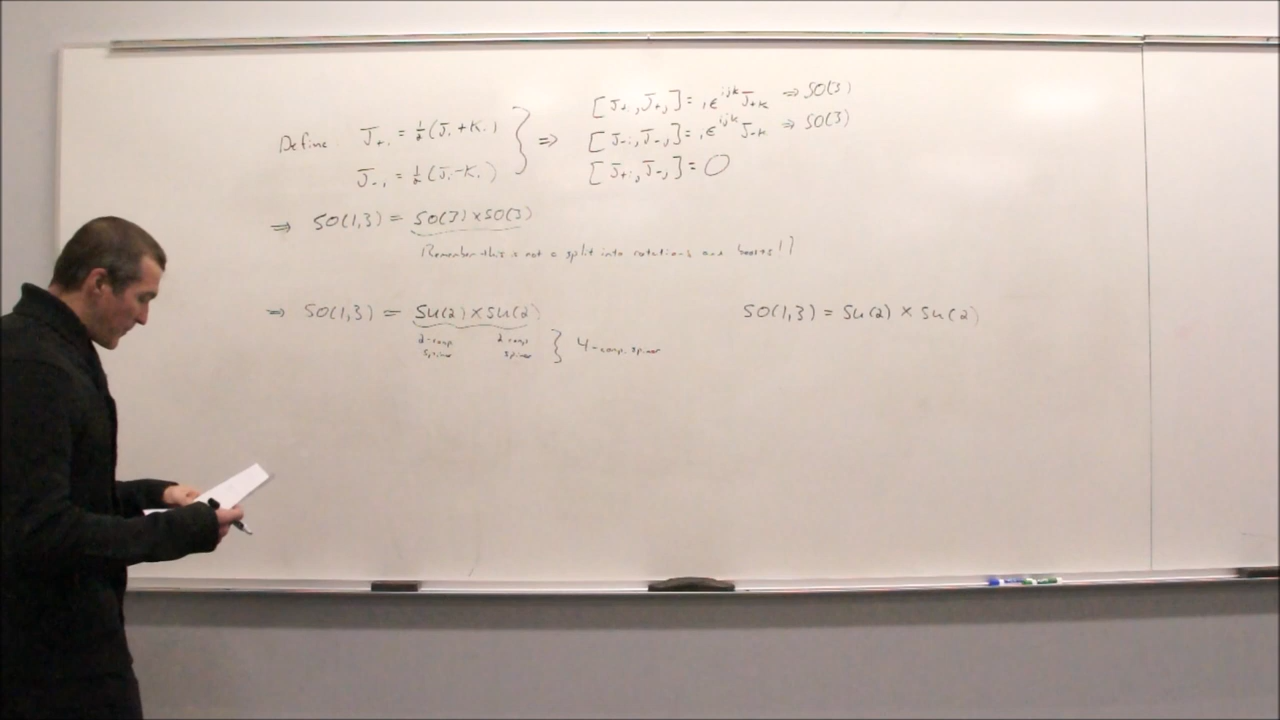 Define: J₊ᵢ = ½(Jᵢ + Kᵢ)
J₋ᵢ = ½(Jᵢ - Kᵢ) } ⇒
[J₊ᵢ, J₊ⱼ] = iε^{ijk} J₊ₖ ⇒ SO(3)
[J₋ᵢ, J₋ⱼ] = iε^{ijk} J₋ₖ ⇒ SO(3)
[J₊ᵢ, J₋ⱼ] = 0
⇒ SO(1,3) = SO(3) × SO(3)
Remember this is not a split into rotations and boosts!]
⇒ SO(1,3) = SU(2) × SU(2)
2-comp spinor 2-comp spinor } 4-comp. spinor
SO(1,3) = SU(2) × SU(2)